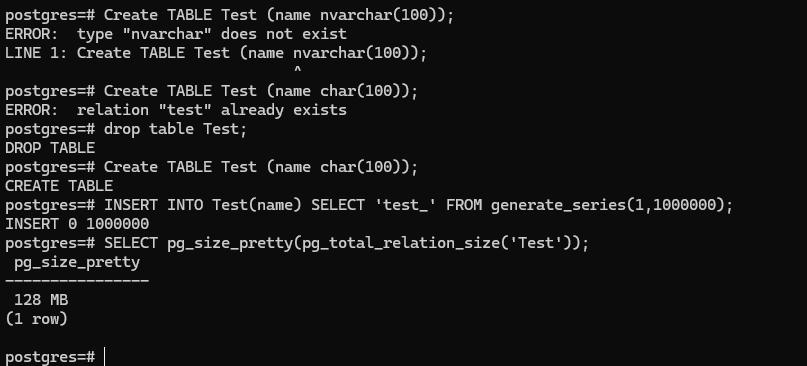 postgres=# Create TABLE Test (name nvarchar(100));
ERROR:  type "nvarchar" does not exist
LINE 1: Create TABLE Test (name nvarchar(100));
                                ^
postgres=# Create TABLE Test (name char(100));
ERROR:  relation "test" already exists
postgres=# drop table Test;
DROP TABLE
postgres=# Create TABLE Test (name char(100));
CREATE TABLE
postgres=# INSERT INTO Test(name) SELECT 'test_' FROM generate_series(1,1000000);
INSERT 0 1000000
postgres=# SELECT pg_size_pretty(pg_total_relation_size('Test'));
 pg_size_pretty
----------------
 128 MB
(1 row)
postgres=#